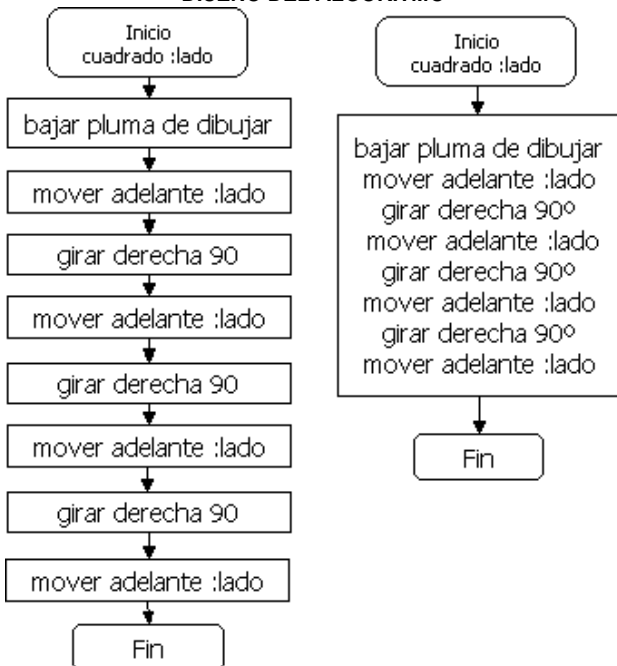 Inicio
cuadrado :lado
bajar pluma de dibujar
mover adelante :lado
girar derecha 90
mover adelante :lado
girar derecha 90
mover adelante :lado
girar derecha 90
mover adelante :lado
Fin
Inicio
cuadrado :lado
bajar pluma de dibujar
mover adelante :lado
girar derecha 90º
mover adelante :lado
girar derecha 90º
mover adelante :lado
girar derecha 90º
mover adelante :lado
Fin